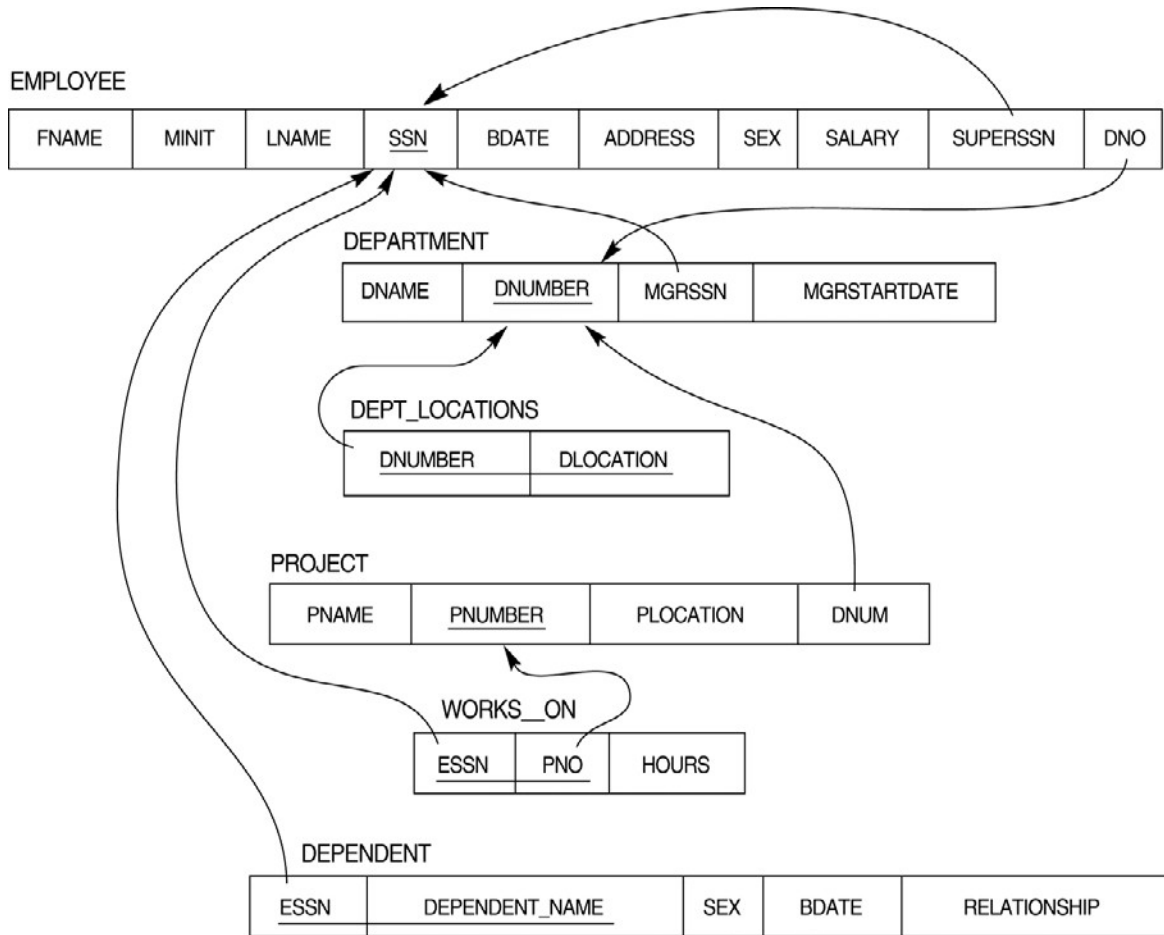 EMPLOYEE
FNAME MINIT LNAME SSN BDATE ADDRESS SEX SALARY SUPERSSN DNO
DEPARTMENT
DNAME DNUMBER MGRSSN MGRSTARTDATE
DEPT_LOCATIONS
DNUMBER DLOCATION
PROJECT
PNAME PNUMBER PLOCATION DNUM
WORKS__ON
ESSN PNO HOURS
DEPENDENT
ESSN DEPENDENT_NAME SEX BDATE RELATIONSHIP